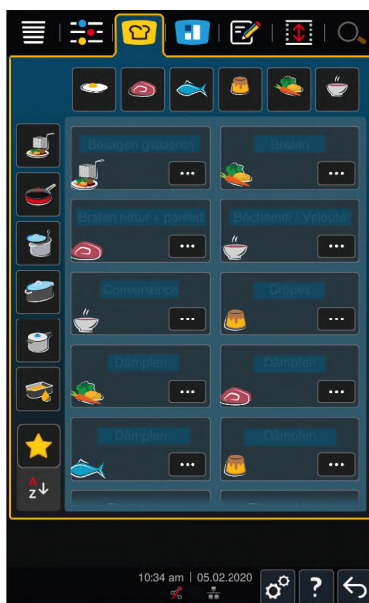 Beilagen glasieren
Braten
Braten natur + paniert
Béchamel / Velouté
Convenience
Crêpes
Dämpfen
Dämpfen
Dämpfen
Dämpfen
A
Z
10:34 am | 05.02.2020
?